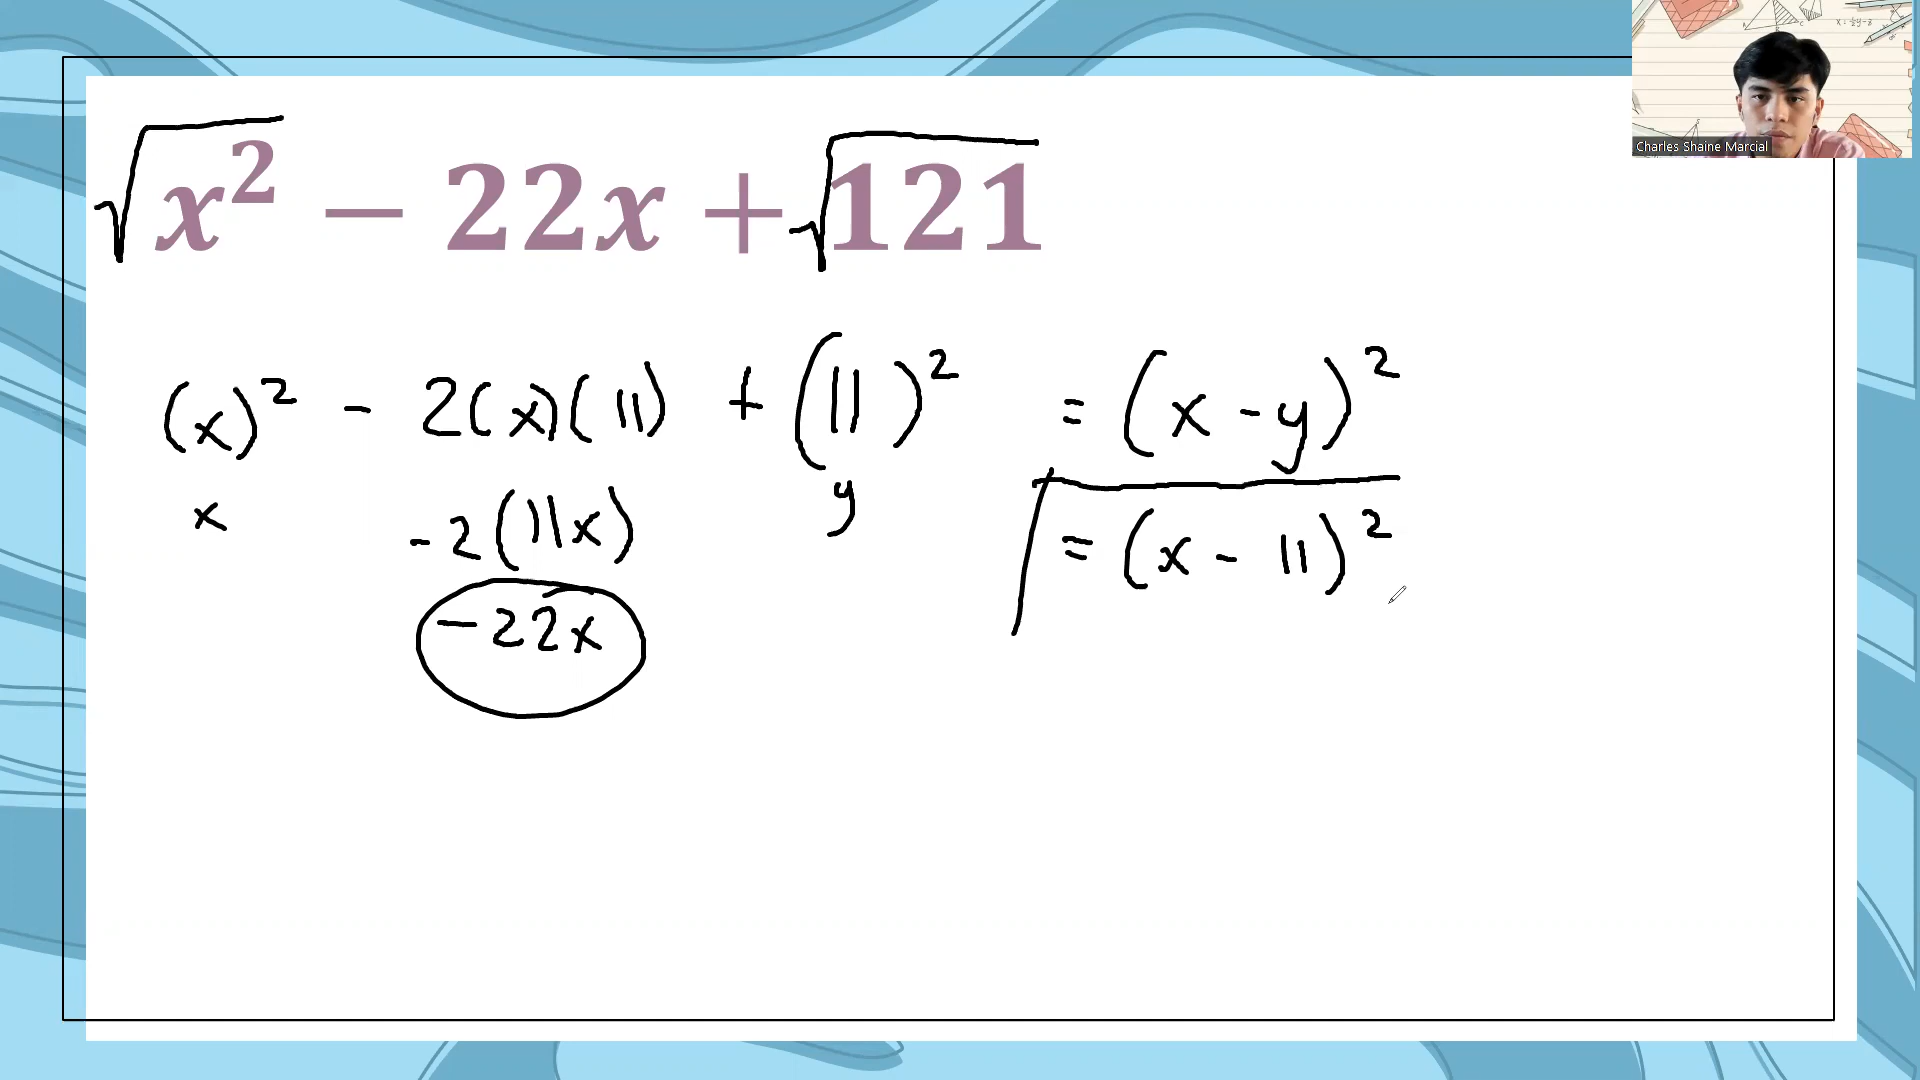 Charles Shaine Marcial
√x² − 22x + √121
(x)² - 2(x)(11) + (11)² = (x - y)²
x -2(11x) y = (x - 11)²
-22x